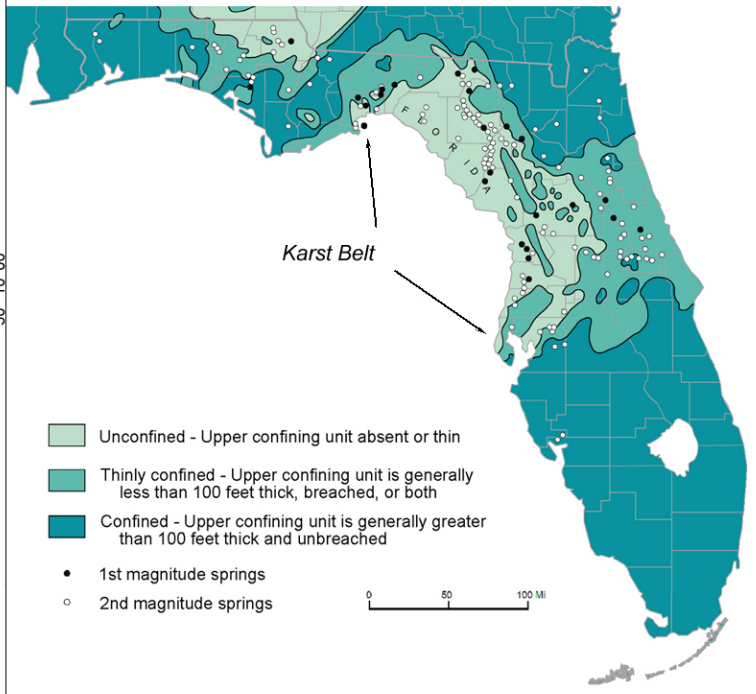 FLORIDA
Karst Belt
Unconfined - Upper confining unit absent or thin
Thinly confined - Upper confining unit is generally
less than 100 feet thick, breached, or both
Confined - Upper confining unit is generally greater
than 100 feet thick and unbreached
1st magnitude springs
2nd magnitude springs
0 50 100 Mi